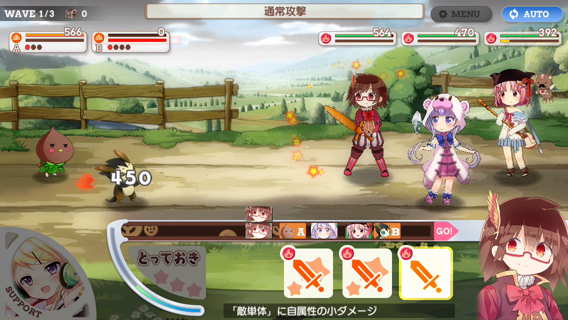 WAVE 1/3 0
通常攻撃
MENU
AUTO
566
A
0
B
564
470
392
450
A
B
GO!
とっておき
SUPPORT
「敵単体」に自属性の小ダメージ